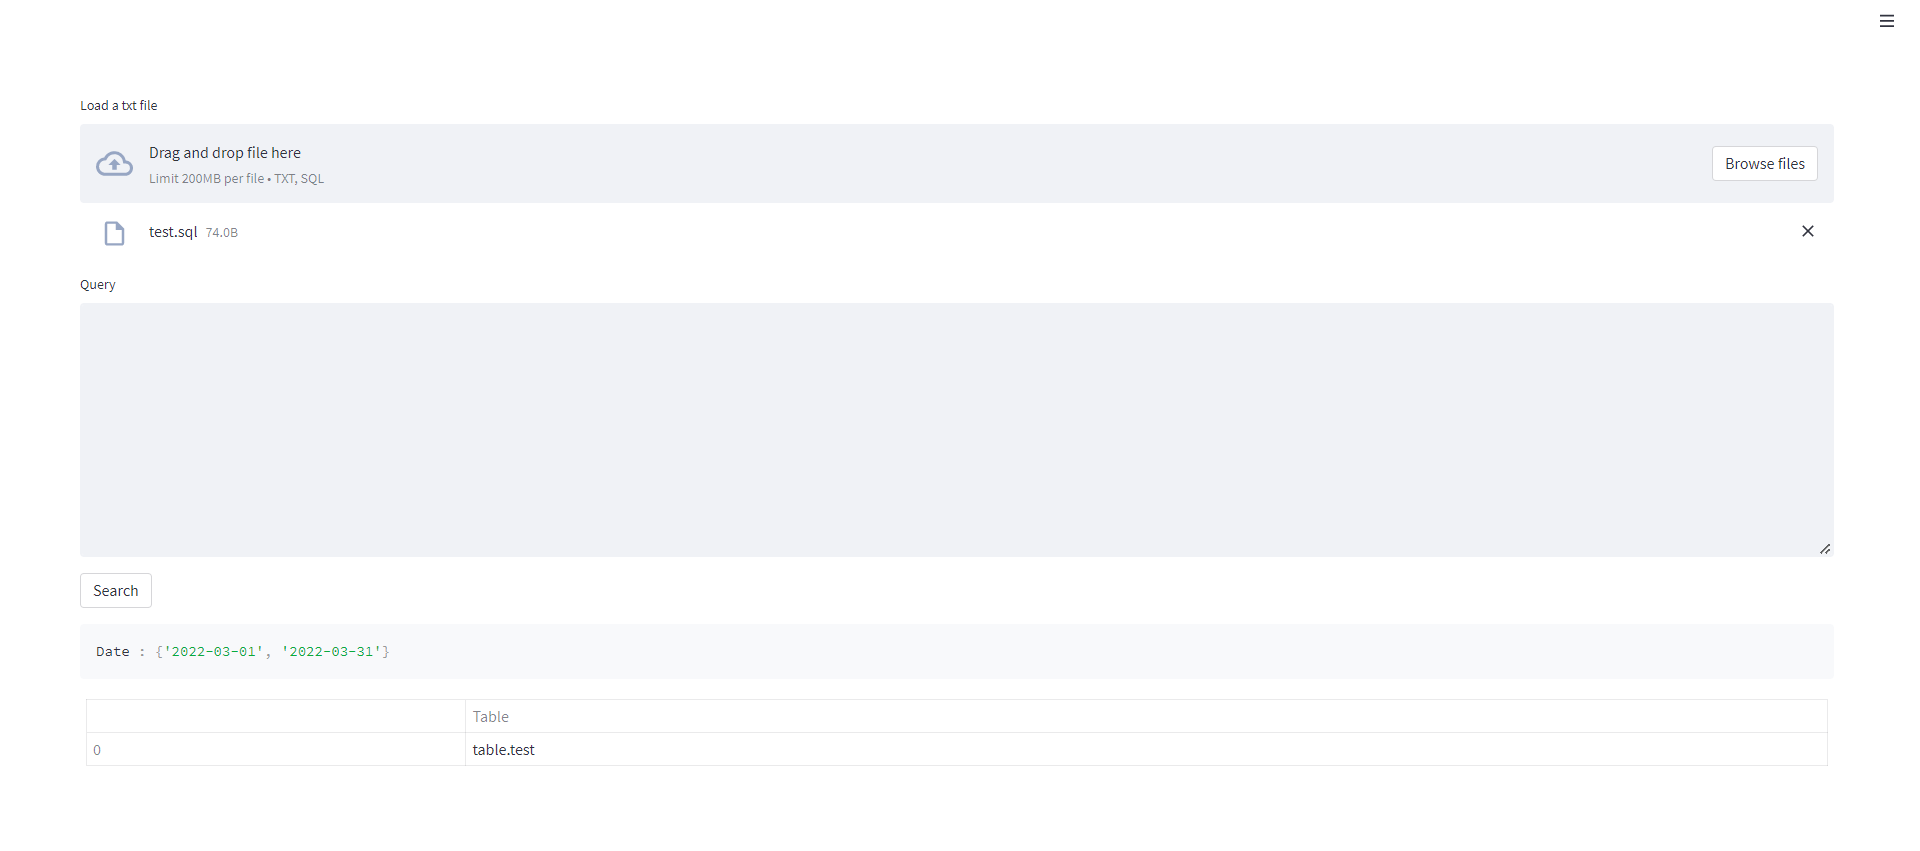 Load a txt file
Drag and drop file here
Limit 200MB per file • TXT, SQL
Browse files
test.sql 74.0B
Query
Search
Date : {'2022-03-01', '2022-03-31'}
Table
0 table.test